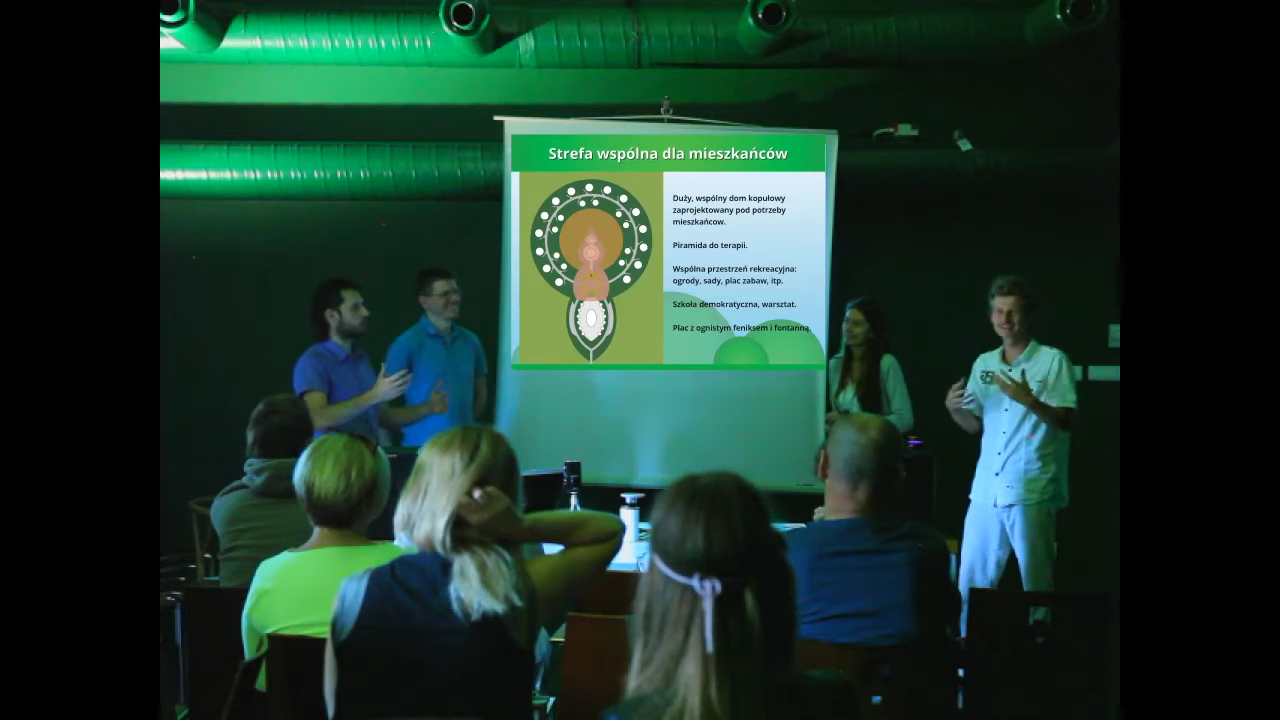 Strefa wspólna dla mieszkańców
Duży, wspólny dom kopułowy
zaprojektowany pod potrzeby
mieszkańcow.
Piramida do terapii.
Wspólna przestrzeń rekreacyjna:
ogrody, sady, plac zabaw, itp.
Szkoła demokratyczna, warsztat.
Plac z ognistym feniksem i fontanną.